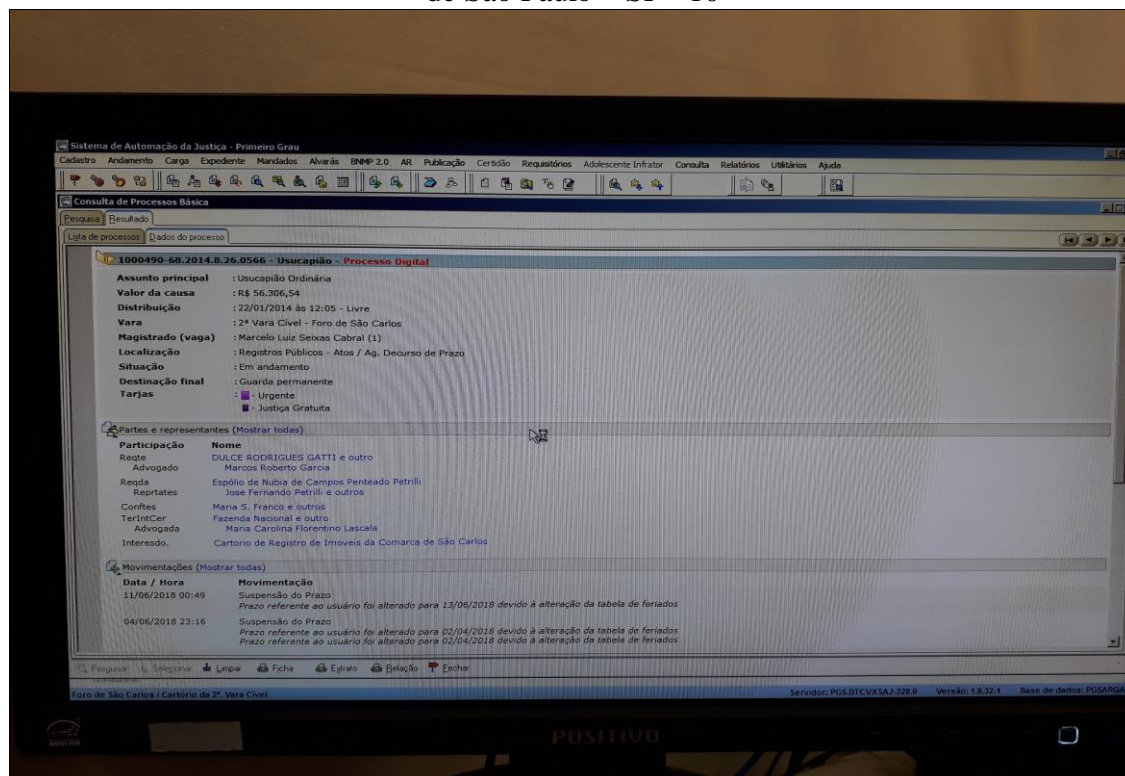 de São Paulo – SP – 10
Sistema de Automação da Justiça - Primeiro Grau
Cadastro Andamento Carga Expediente Mandados Alvarás BNMP 2.0 AR Publicação Certidão Requisitórios Adolescente Infrator Consulta Relatórios Utilitários Ajuda
Consulta de Processos Básica
Pesquisa Resultado
Lista de processos Dados do processo
1000490-68.2014.8.26.0566 - Usucapião - Processo Digital
Assunto principal : Usucapião Ordinária
Valor da causa : R$ 56.306,54
Distribuição : 22/01/2014 às 12:05 - Livre
Vara : 2ª Vara Cível - Foro de São Carlos
Magistrado (vaga) : Marcelo Luiz Seixas Cabral (1)
Localização : Registros Públicos - Atos / Ag. Decurso de Prazo
Situação : Em andamento
Destinação final : Guarda permanente
Tarjas : - Urgente
- Justiça Gratuita
Partes e representantes (Mostrar todas)
Participação Nome
Reqte DULCE RODRIGUES GATTI e outro
Advogado Marcos Roberto Garcia
Reqda Espólio de Nubia de Campos Penteado Petrilli
Reprtates Jose Fernando Petrilli e outros
Conftes Maria S. Franco e outros
TerIntCer Fazenda Nacional e outro
Advogada Maria Carolina Florentino Lascala
Interesdo. Cartorio de Registro de Imoveis da Comarca de São Carlos
Movimentações (Mostrar todas)
Data / Hora Movimentação
11/06/2018 00:49 Suspensão do Prazo
Prazo referente ao usuário foi alterado para 13/06/2018 devido à alteração da tabela de feriados
04/06/2018 23:16 Suspensão do Prazo
Prazo referente ao usuário foi alterado para 02/04/2018 devido à alteração da tabela de feriados
Prazo referente ao usuário foi alterado para 02/04/2018 devido à alteração da tabela de feriados
Pesquisar Selecionar Limpar Ficha Extrato Relação Fechar
Foro de São Carlos / Cartório da 2ª. Vara Cível Servidor: PGS.DTCVXSAJ-328.0 Versão: 1.8.32-1 Base de dados: PGSARQA
POSITIVO